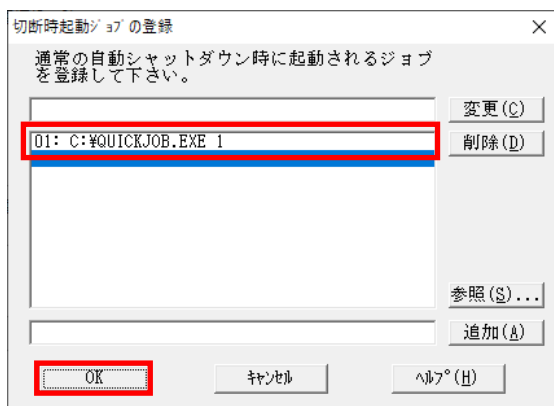 切断時起動ｼﾞｮﾌﾞの登録
通常の自動シャットダウン時に起動されるジョブ
を登録して下さい。
変更(C)
01: C:¥QUICKJOB.EXE 1
削除(D)
参照(S)...
追加(A)
OK
ｷｬﾝｾﾙ
ﾍﾙﾌﾟ(H)